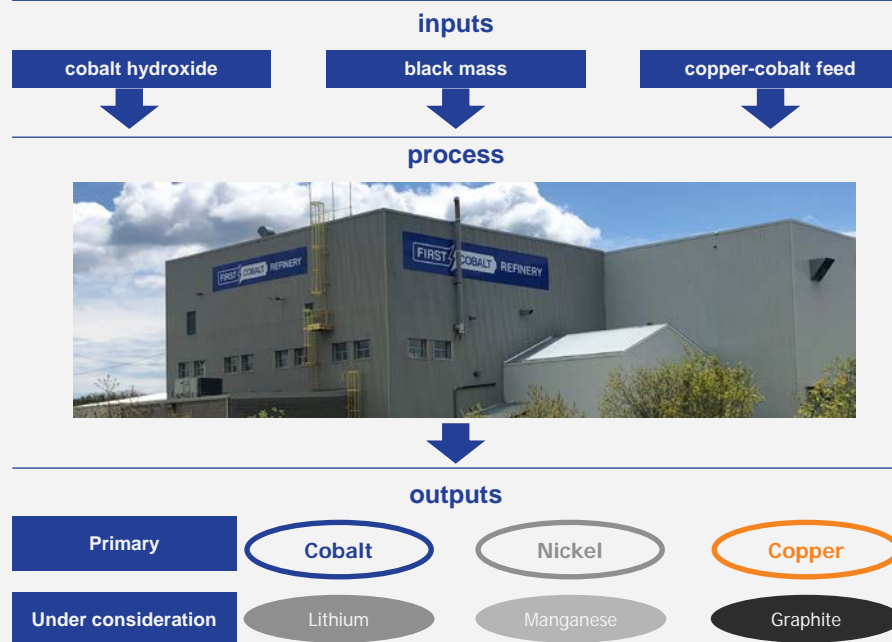 inputs
cobalt hydroxide
black mass
copper-cobalt feed
process
FIRST COBALT REFINERY
FIRST COBALT REFINERY
outputs
Primary
Cobalt
Nickel
Copper
Under consideration
Lithium
Manganese
Graphite